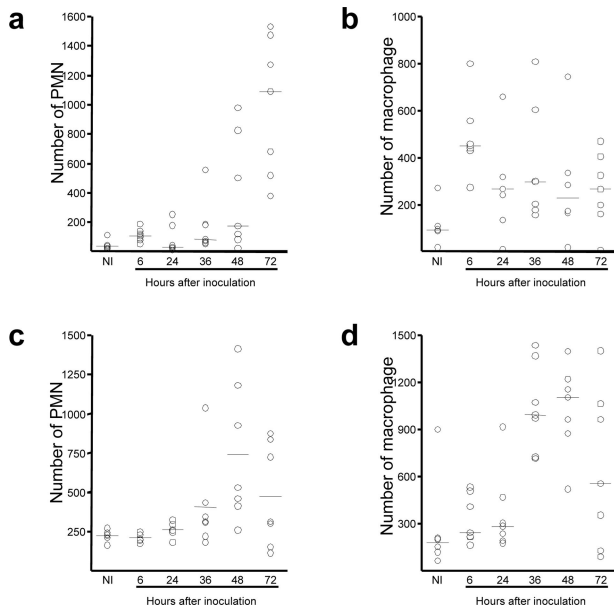 a
1600
1400
1200
1000
800
600
400
200
Number of PMN
NI 6 24 36 48 72
Hours after inoculation
b
1000
800
600
400
200
Number of macrophage
NI 6 24 36 48 72
Hours after inoculation
c
1500
1250
1000
750
500
250
Number of PMN
NI 6 24 36 48 72
Hours after inoculation
d
1500
1200
900
600
300
Number of macrophage
NI 6 24 36 48 72
Hours after inoculation